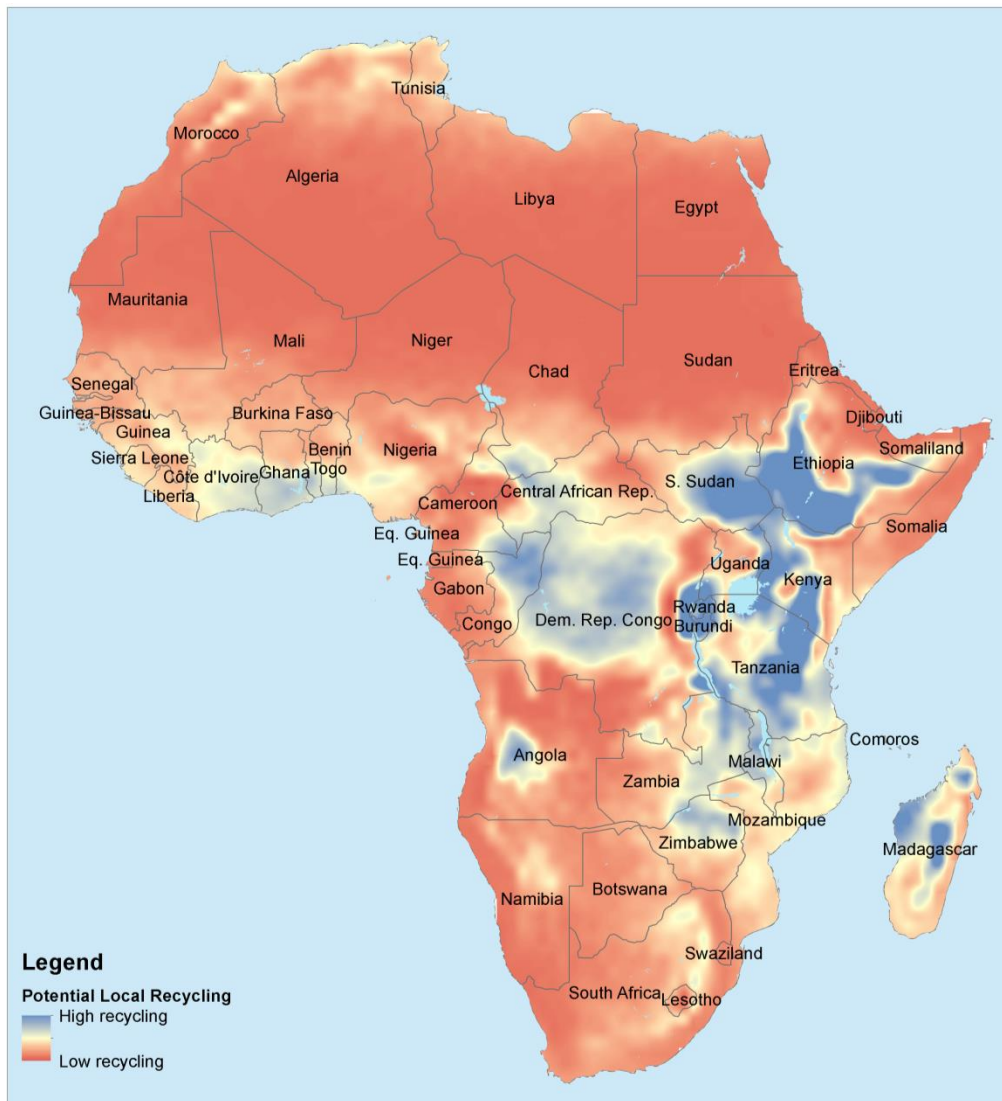 Tunisia
Morocco
Algeria
Libya
Egypt
Mauritania
Mali
Niger
Chad
Sudan
Eritrea
Senegal
Guinea-Bissau
Burkina Faso
Djibouti
Guinea
Nigeria
Benin
Somaliland
Sierra Leone
Côte d'Ivoire
Ghana
Togo
Ethiopia
S. Sudan
Liberia
Central African Rep.
Cameroon
Somalia
Eq. Guinea
Eq. Guinea
Uganda
Kenya
Gabon
Rwanda
Congo
Dem. Rep. Congo
Burundi
Tanzania
Comoros
Angola
Malawi
Zambia
Mozambique
Zimbabwe
Madagascar
Namibia
Botswana
Swaziland
South Africa
Lesotho
Legend
Potential Local Recycling
High recycling
Low recycling